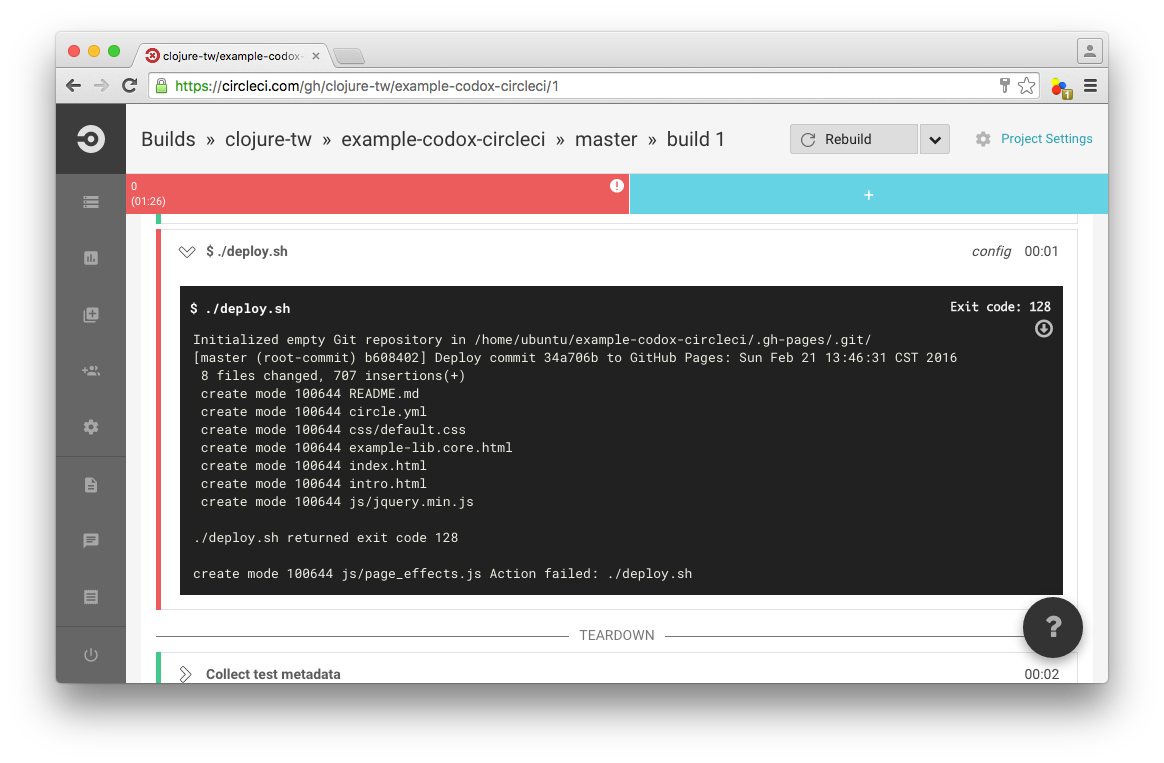 clojure-tw/example-codox-
https://circleci.com/gh/clojure-tw/example-codox-circleci/1
1
Builds » clojure-tw » example-codox-circleci » master » build 1
Rebuild
Project Settings
0
(01:26)
!
+
$ ./deploy.sh
config 00:01
$ ./deploy.sh
Exit code: 128
Initialized empty Git repository in /home/ubuntu/example-codox-circleci/.gh-pages/.git/
[master (root-commit) b608402] Deploy commit 34a706b to GitHub Pages: Sun Feb 21 13:46:31 CST 2016
8 files changed, 707 insertions(+)
create mode 100644 README.md
create mode 100644 circle.yml
create mode 100644 css/default.css
create mode 100644 example-lib.core.html
create mode 100644 index.html
create mode 100644 intro.html
create mode 100644 js/jquery.min.js
./deploy.sh returned exit code 128
create mode 100644 js/page_effects.js Action failed: ./deploy.sh
?
TEARDOWN
Collect test metadata
00:02